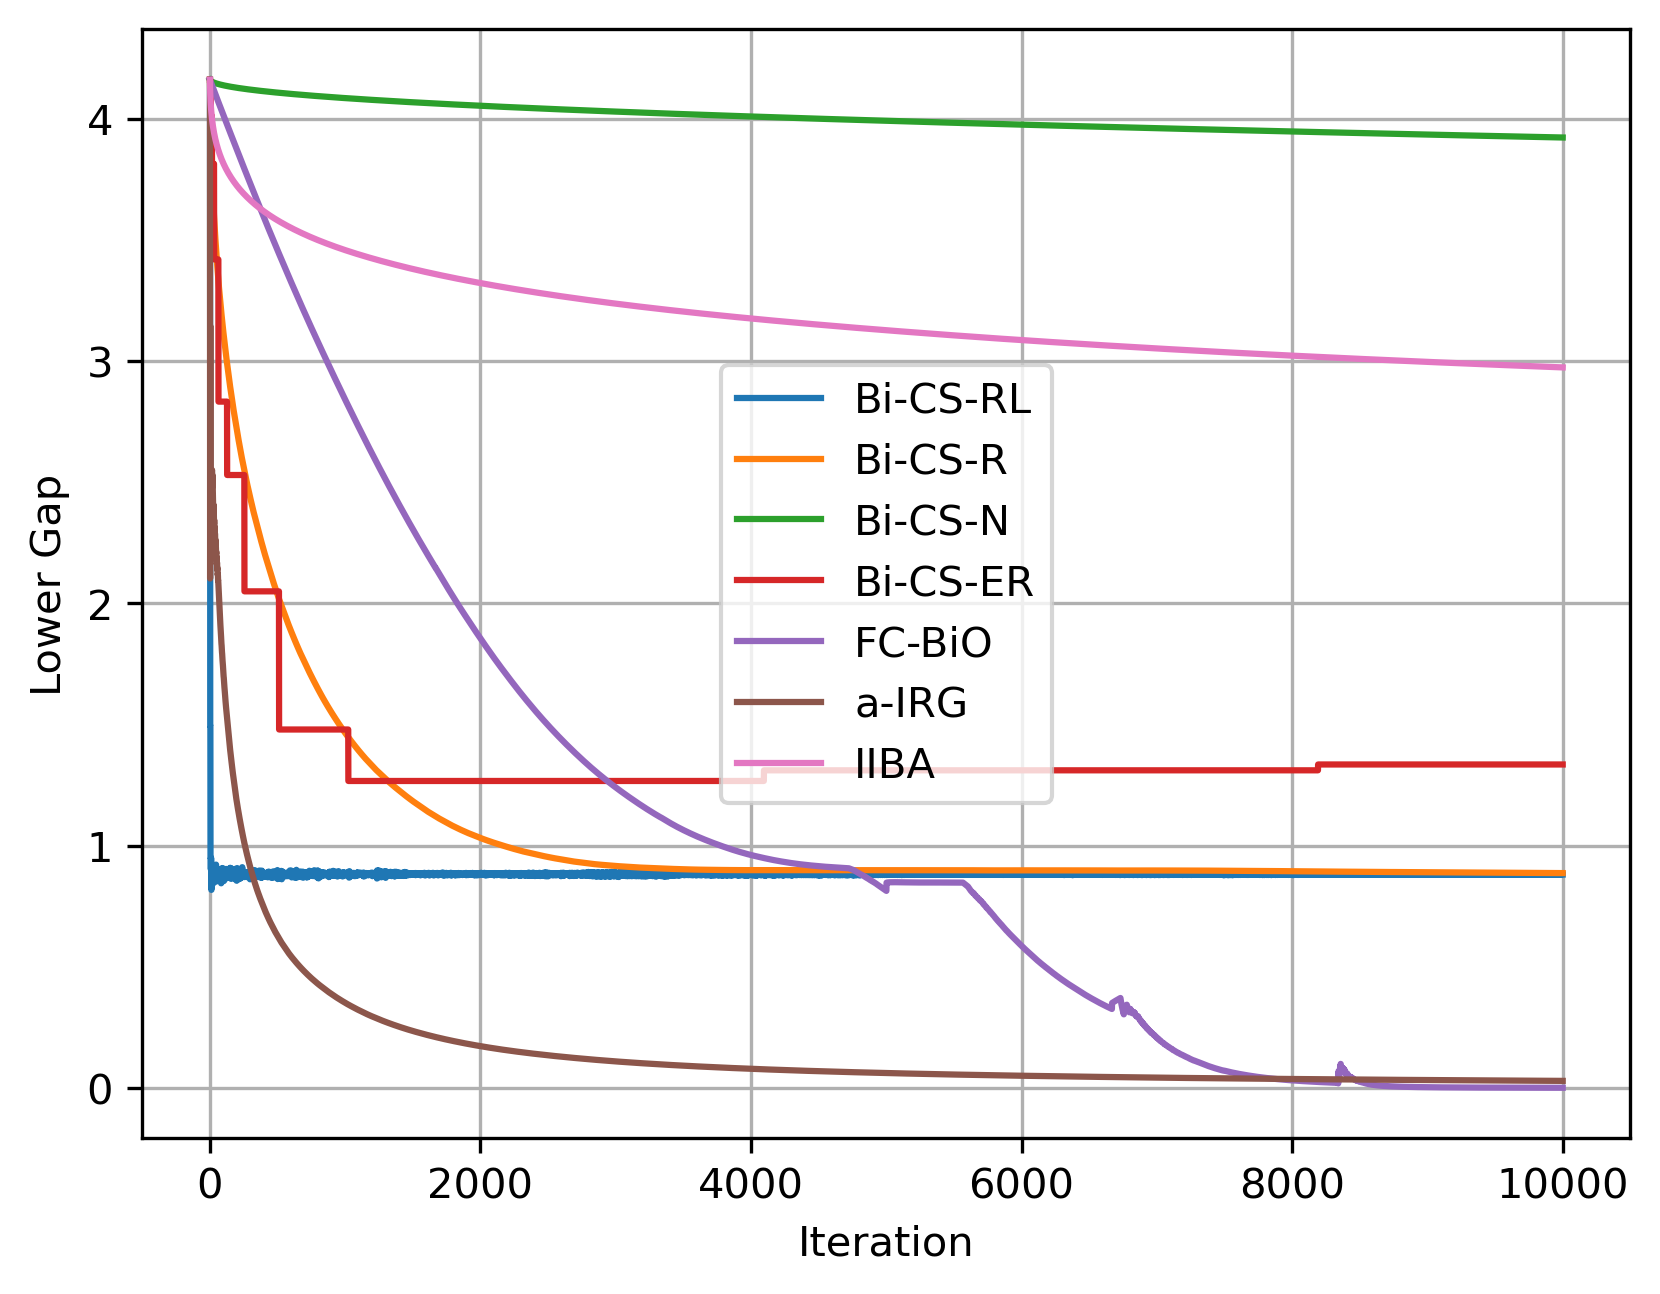 Lower Gap
4
3
2
1
0
Bi-CS-RL
Bi-CS-R
Bi-CS-N
Bi-CS-ER
FC-BiO
a-IRG
IIBA
0 2000 4000 6000 8000 10000
Iteration